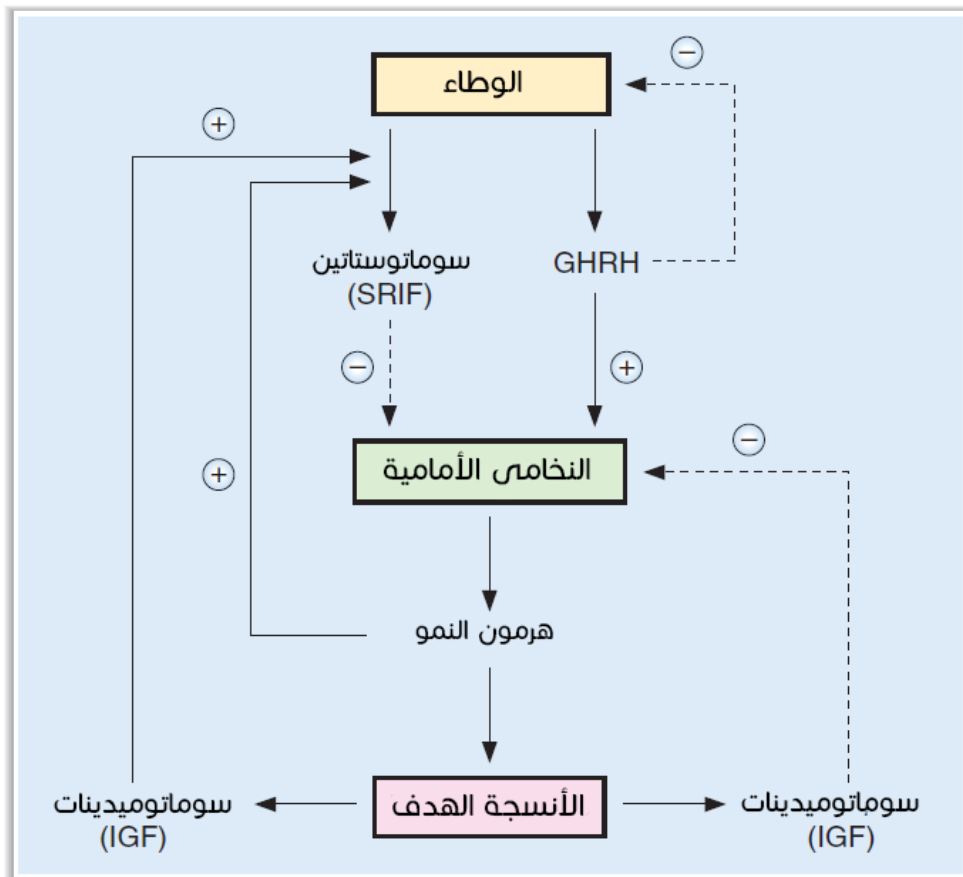 الوطاء
−
+
سوماتوستاتين
(SRIF)
GHRH
−
+
+
−
النخامى الأمامية
هرمون النمو
الأنسجة الهدف
سوماتوميدينات
(IGF)
سوماتوميدينات
(IGF)